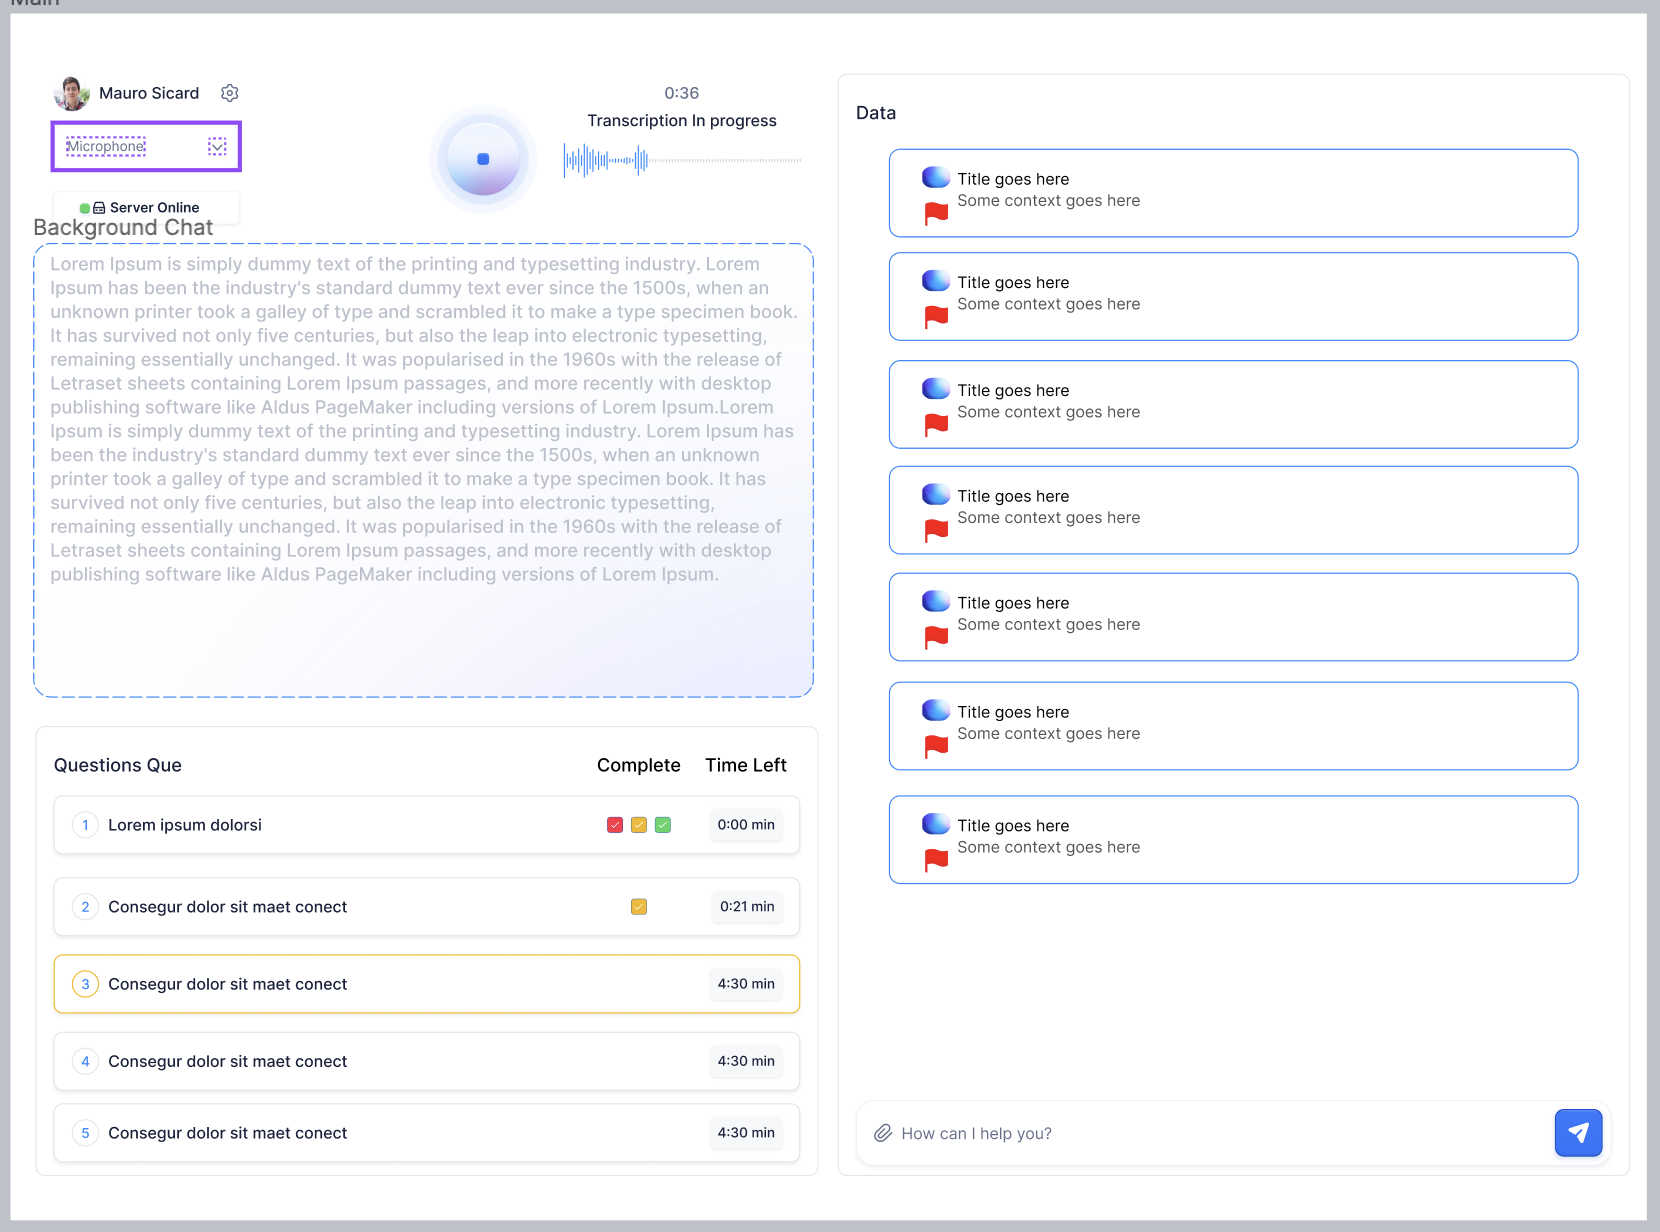 Main
Mauro Sicard
Microphone
Server Online
0:36
Transcription In progress
Background Chat
Lorem Ipsum is simply dummy text of the printing and typesetting industry. Lorem
Ipsum has been the industry's standard dummy text ever since the 1500s, when an
unknown printer took a galley of type and scrambled it to make a type specimen book.
It has survived not only five centuries, but also the leap into electronic typesetting,
remaining essentially unchanged. It was popularised in the 1960s with the release of
Letraset sheets containing Lorem Ipsum passages, and more recently with desktop
publishing software like Aldus PageMaker including versions of Lorem Ipsum.Lorem
Ipsum is simply dummy text of the printing and typesetting industry. Lorem Ipsum has
been the industry's standard dummy text ever since the 1500s, when an unknown
printer took a galley of type and scrambled it to make a type specimen book. It has
survived not only five centuries, but also the leap into electronic typesetting,
remaining essentially unchanged. It was popularised in the 1960s with the release of
Letraset sheets containing Lorem Ipsum passages, and more recently with desktop
publishing software like Aldus PageMaker including versions of Lorem Ipsum.
Questions Que Complete Time Left
1 Lorem ipsum dolorsi 0:00 min
2 Consegur dolor sit maet conect 0:21 min
3 Consegur dolor sit maet conect 4:30 min
4 Consegur dolor sit maet conect 4:30 min
5 Consegur dolor sit maet conect 4:30 min
Data
Title goes here
Some context goes here
Title goes here
Some context goes here
Title goes here
Some context goes here
Title goes here
Some context goes here
Title goes here
Some context goes here
Title goes here
Some context goes here
Title goes here
Some context goes here
How can I help you?